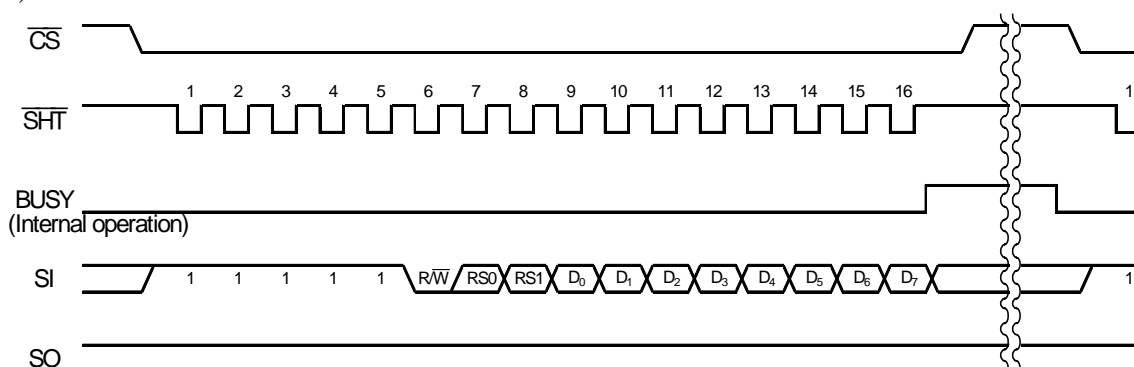 )
C̅S̅
1 2 3 4 5 6 7 8 9 10 11 12 13 14 15 16 1
S̅H̅T̅
BUSY
(Internal operation)
SI 1 1 1 1 1 R/W̅ RS0 RS1 D₀ D₁ D₂ D₃ D₄ D₅ D₆ D₇ 1
SO